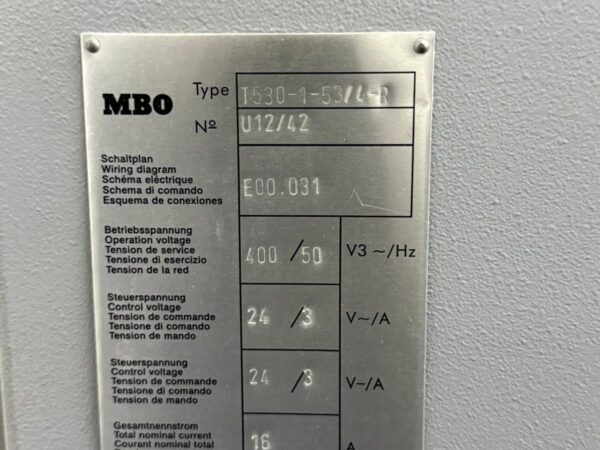 MBO Type T530-1-53/4-R
Nº U12/42
Schaltplan
Wiring diagram
Schéma eléctrique
Schema di comando
Esquema de conexiones
E00.031
Betriebsspannung
Operation voltage
Tension de service
Tensione di esercizio
Tension de la red
400 / 50 V3 ~/Hz
Steuerspannung
Control voltage
Tension de commande
Tensione di comando
Tension de mando
24 /3 V~/A
Steuerspannung
Control voltage
Tension de commande
Tensione di comando
Tension de mando
24 /3 V-/A
Gesamtnennstrom
Total nominal current
Courant nominal total
16 A